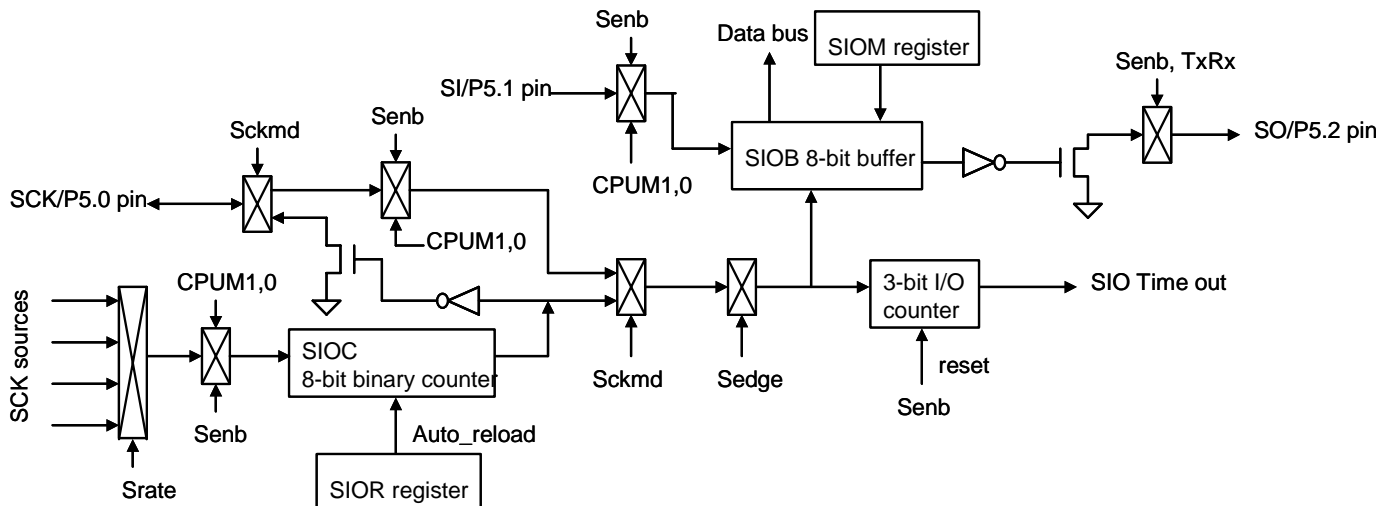 Senb
Data bus
SIOM register
Senb, TxRx
SI/P5.1 pin
Sckmd
Senb
SIOB 8-bit buffer
SO/P5.2 pin
CPUM1,0
SCK/P5.0 pin
CPUM1,0
CPUM1,0
3-bit I/O
counter
SIO Time out
SCK sources
SIOC
8-bit binary counter
Sckmd
Sedge
reset
Senb
Senb
Auto_reload
Srate
SIOR register